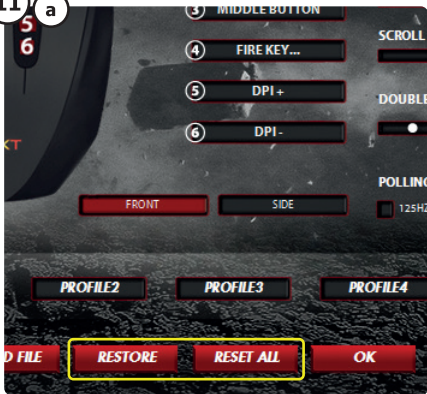 11 a
5
6
3 MIDDLE BUTTON
4 FIRE KEY...
5 DPI +
6 DPI -
SCROLL
DOUBLE
POLLING
125HZ
XT
FRONT SIDE
PROFILE2 PROFILE3 PROFILE4
D FILE RESTORE RESET ALL OK